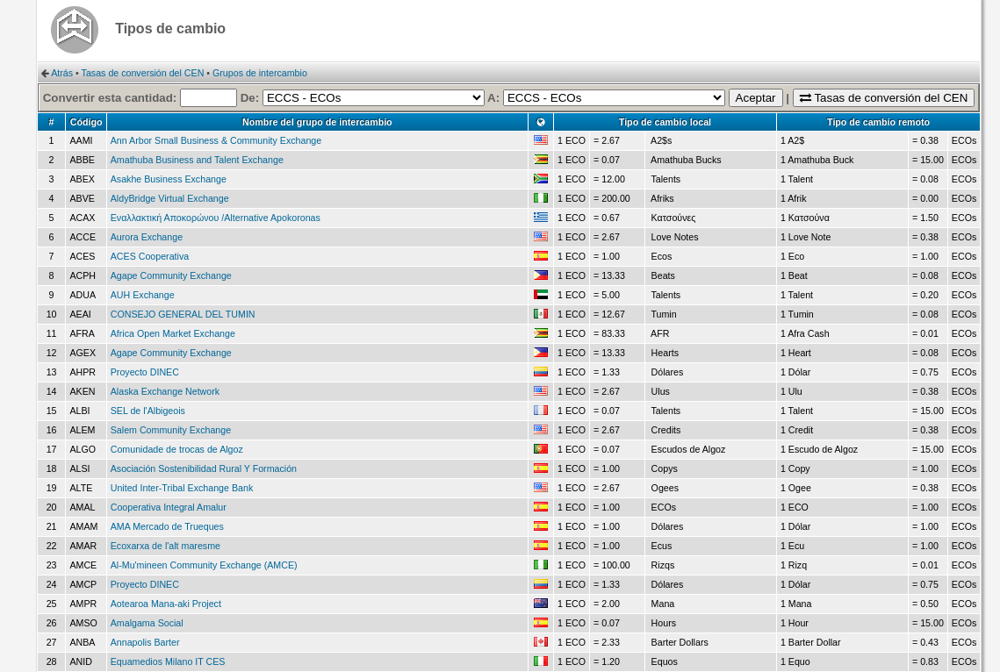 Tipos de cambio
Atrás • Tasas de conversión del CEN • Grupos de intercambio
Convertir esta cantidad: De: ECCS - ECOs A: ECCS - ECOs Aceptar | Tasas de conversión del CEN
# Código Nombre del grupo de intercambio Tipo de cambio local Tipo de cambio remoto
1 AAMI Ann Arbor Small Business & Community Exchange 1 ECO = 2.67 A2$s 1 A2$ = 0.38 ECOs
2 ABBE Amathuba Business and Talent Exchange 1 ECO = 0.07 Amathuba Bucks 1 Amathuba Buck = 15.00 ECOs
3 ABEX Asakhe Business Exchange 1 ECO = 12.00 Talents 1 Talent = 0.08 ECOs
4 ABVE AldyBridge Virtual Exchange 1 ECO = 200.00 Afriks 1 Afrik = 0.00 ECOs
5 ACAX Εναλλακτική Αποκορώνου /Alternative Apokoronas 1 ECO = 0.67 Κατσούνες 1 Κατσούνα = 1.50 ECOs
6 ACCE Aurora Exchange 1 ECO = 2.67 Love Notes 1 Love Note = 0.38 ECOs
7 ACES ACES Cooperativa 1 ECO = 1.00 Ecos 1 Eco = 1.00 ECOs
8 ACPH Agape Community Exchange 1 ECO = 13.33 Beats 1 Beat = 0.08 ECOs
9 ADUA AUH Exchange 1 ECO = 5.00 Talents 1 Talent = 0.20 ECOs
10 AEAI CONSEJO GENERAL DEL TUMIN 1 ECO = 12.67 Tumin 1 Tumin = 0.08 ECOs
11 AFRA Africa Open Market Exchange 1 ECO = 83.33 AFR 1 Afra Cash = 0.01 ECOs
12 AGEX Agape Community Exchange 1 ECO = 13.33 Hearts 1 Heart = 0.08 ECOs
13 AHPR Proyecto DINEC 1 ECO = 1.33 Dólares 1 Dólar = 0.75 ECOs
14 AKEN Alaska Exchange Network 1 ECO = 2.67 Ulus 1 Ulu = 0.38 ECOs
15 ALBI SEL de l'Albigeois 1 ECO = 0.07 Talents 1 Talent = 15.00 ECOs
16 ALEM Salem Community Exchange 1 ECO = 2.67 Credits 1 Credit = 0.38 ECOs
17 ALGO Comunidade de trocas de Algoz 1 ECO = 0.07 Escudos de Algoz 1 Escudo de Algoz = 15.00 ECOs
18 ALSI Asociación Sostenibilidad Rural Y Formación 1 ECO = 1.00 Copys 1 Copy = 1.00 ECOs
19 ALTE United Inter-Tribal Exchange Bank 1 ECO = 2.67 Ogees 1 Ogee = 0.38 ECOs
20 AMAL Cooperativa Integral Amalur 1 ECO = 1.00 ECOs 1 ECO = 1.00 ECOs
21 AMAM AMA Mercado de Trueques 1 ECO = 1.00 Dólares 1 Dólar = 1.00 ECOs
22 AMAR Ecoxarxa de l'alt maresme 1 ECO = 1.00 Ecus 1 Ecu = 1.00 ECOs
23 AMCE Al-Mu'mineen Community Exchange (AMCE) 1 ECO = 100.00 Rizqs 1 Rizq = 0.01 ECOs
24 AMCP Proyecto DINEC 1 ECO = 1.33 Dólares 1 Dólar = 0.75 ECOs
25 AMPR Aotearoa Mana-aki Project 1 ECO = 2.00 Mana 1 Mana = 0.50 ECOs
26 AMSO Amalgama Social 1 ECO = 0.07 Hours 1 Hour = 15.00 ECOs
27 ANBA Annapolis Barter 1 ECO = 2.33 Barter Dollars 1 Barter Dollar = 0.43 ECOs
28 ANID Equamedios Milano IT CES 1 ECO = 1.20 Equos 1 Equo = 0.83 ECOs